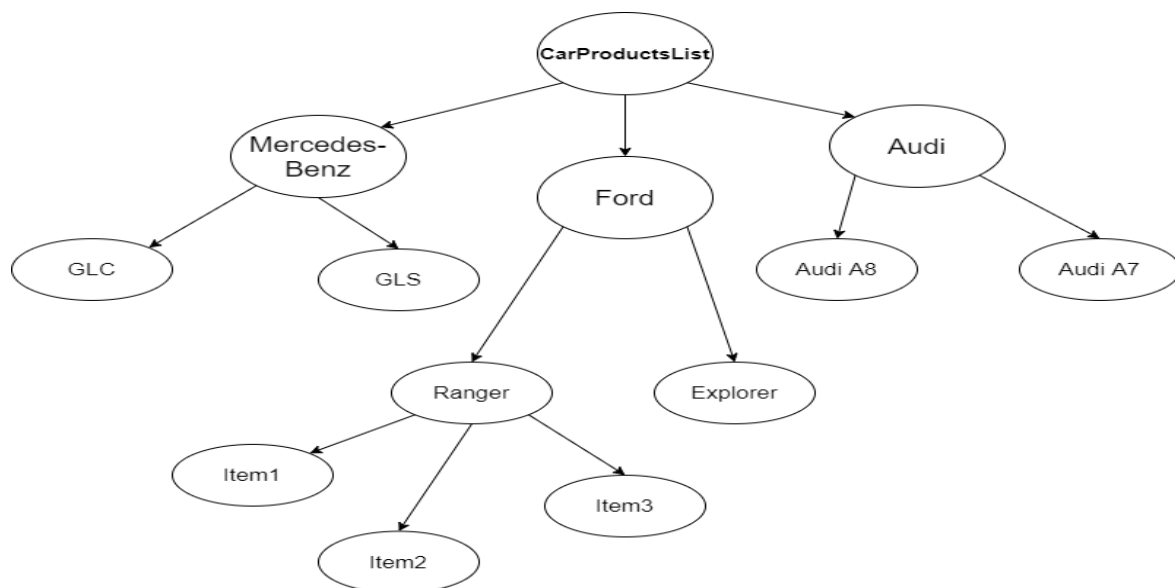 CarProductsList
Mercedes-
Benz
Ford
Audi
GLC
GLS
Audi A8
Audi A7
Ranger
Explorer
Item1
Item2
Item3